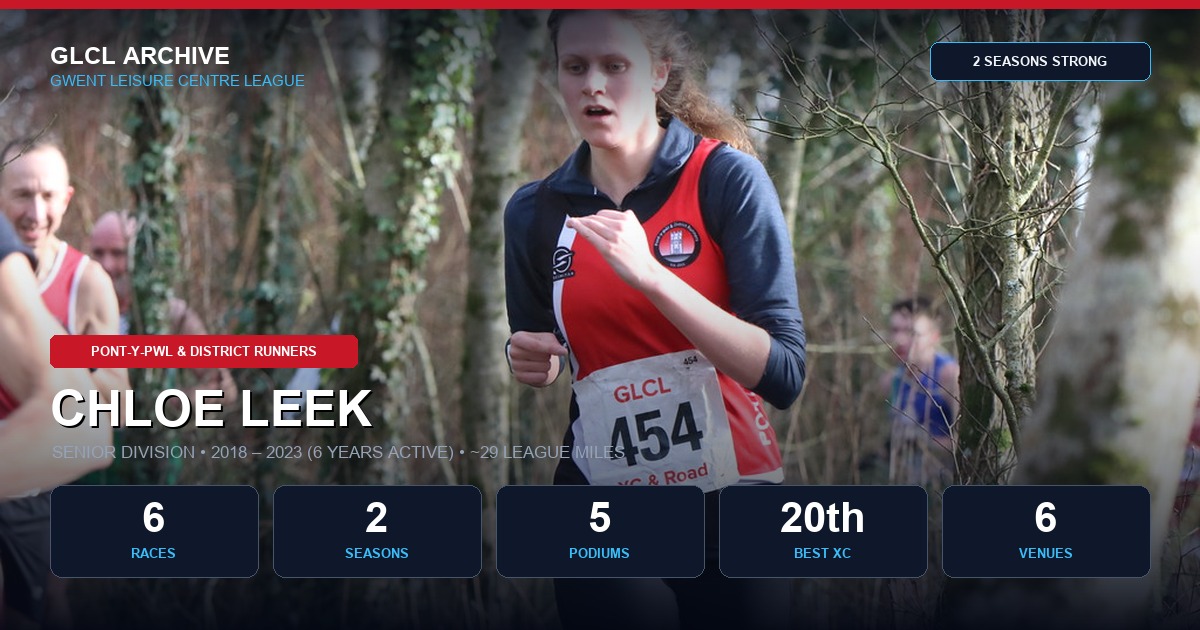 GLCL ARCHIVE
GWENT LEISURE CENTRE LEAGUE
2 SEASONS STRONG
454
GLCL
454
XC & Road
PONT-Y-PWL & DISTRICT RUNNERS
CHLOE LEEK
SENIOR DIVISION • 2018 – 2023 (6 YEARS ACTIVE) • ~29 LEAGUE MILES
6
RACES
2
SEASONS
5
PODIUMS
20th
BEST XC
6
VENUES